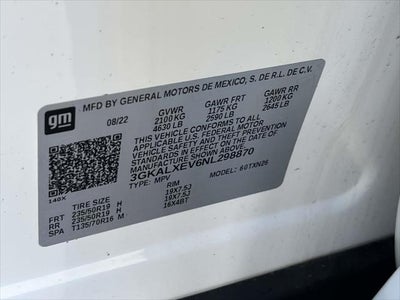 gm
MFD BY GENERAL MOTORS DE MEXICO, S. DE R.L. DE C.V.
08/22
GVWR GAWR FRT GAWR RR
2100 KG 1175 KG 1200 KG
4630 LB 2590 LB 2645 LB
THIS VEHICLE CONFORMS TO ALL APPLICABLE U.S. FEDERAL MOTOR VEHICLE SAFETY, BUMPER, AND THEFT PREVENTION STANDARDS IN EFFECT ON THE DATE OF MANUFACTURE SHOWN ABOVE.
3GKALXEV6NL298870
TYPE: MPV MODEL: 6OTXN26
140X
TIRE SIZE RIM
FRT 235/50R19 H 19X7.5J
RR 235/50R19 H 19X7.5J
SPA T135/70R16 M 16X4BT